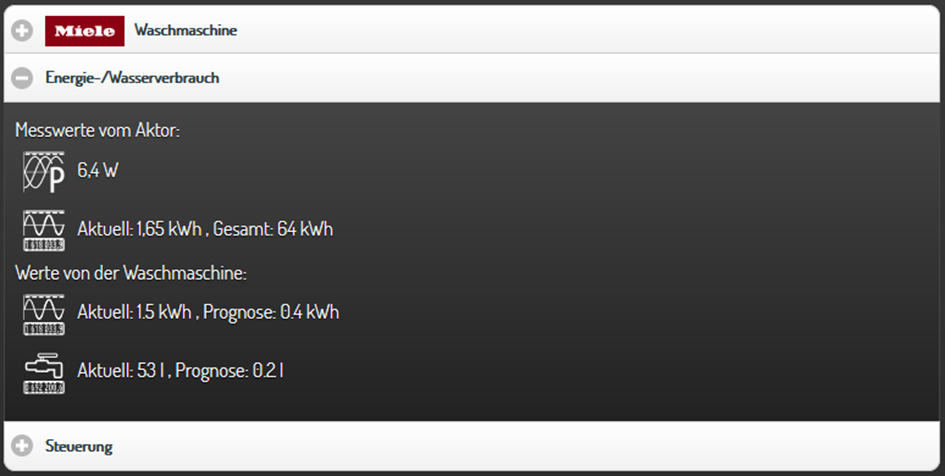 Miele Waschmaschine
Energie-/Wasserverbrauch
Messwerte vom Aktor:
P 6,4 W
Aktuell: 1,65 kWh , Gesamt: 64 kWh
Werte von der Waschmaschine:
Aktuell: 1.5 kWh , Prognose: 0.4 kWh
Aktuell: 53 l , Prognose: 0.2 l
Steuerung